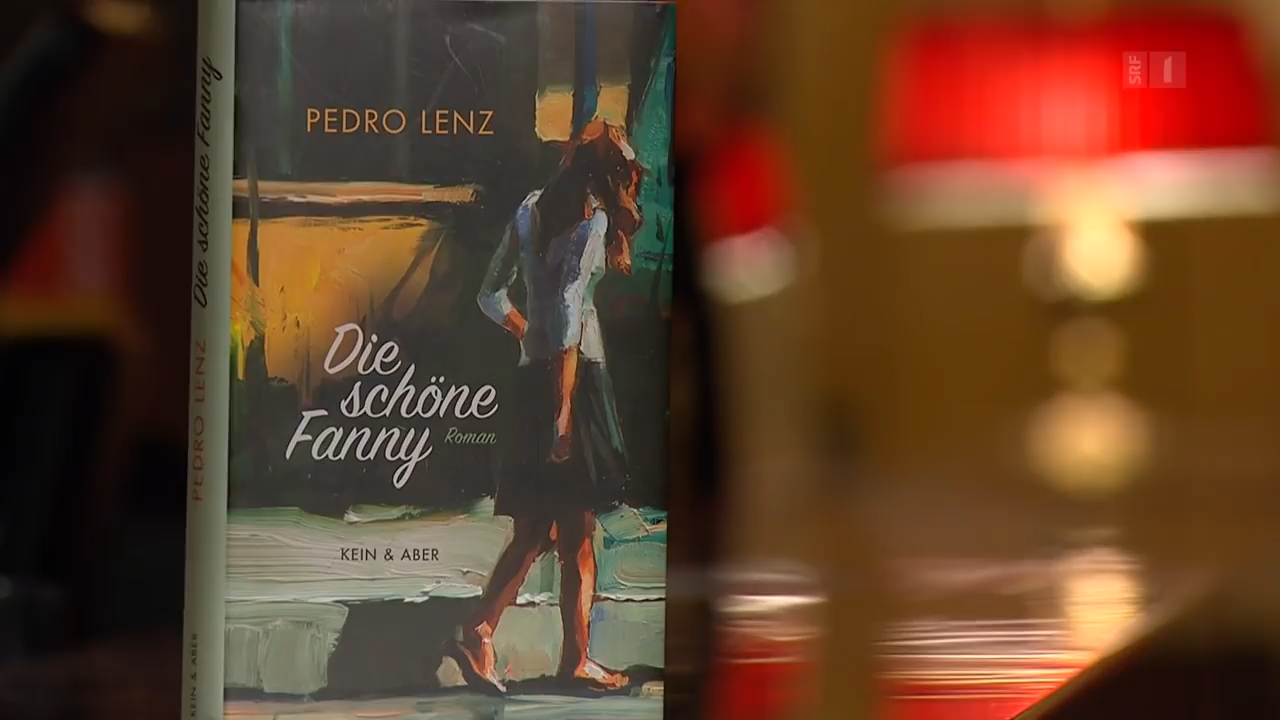 PEDRO LENZ
Die
schöne
Fanny
Roman
KEIN & ABER
KEIN & ABER PEDRO LENZ Die schöne Fanny
SRF 1